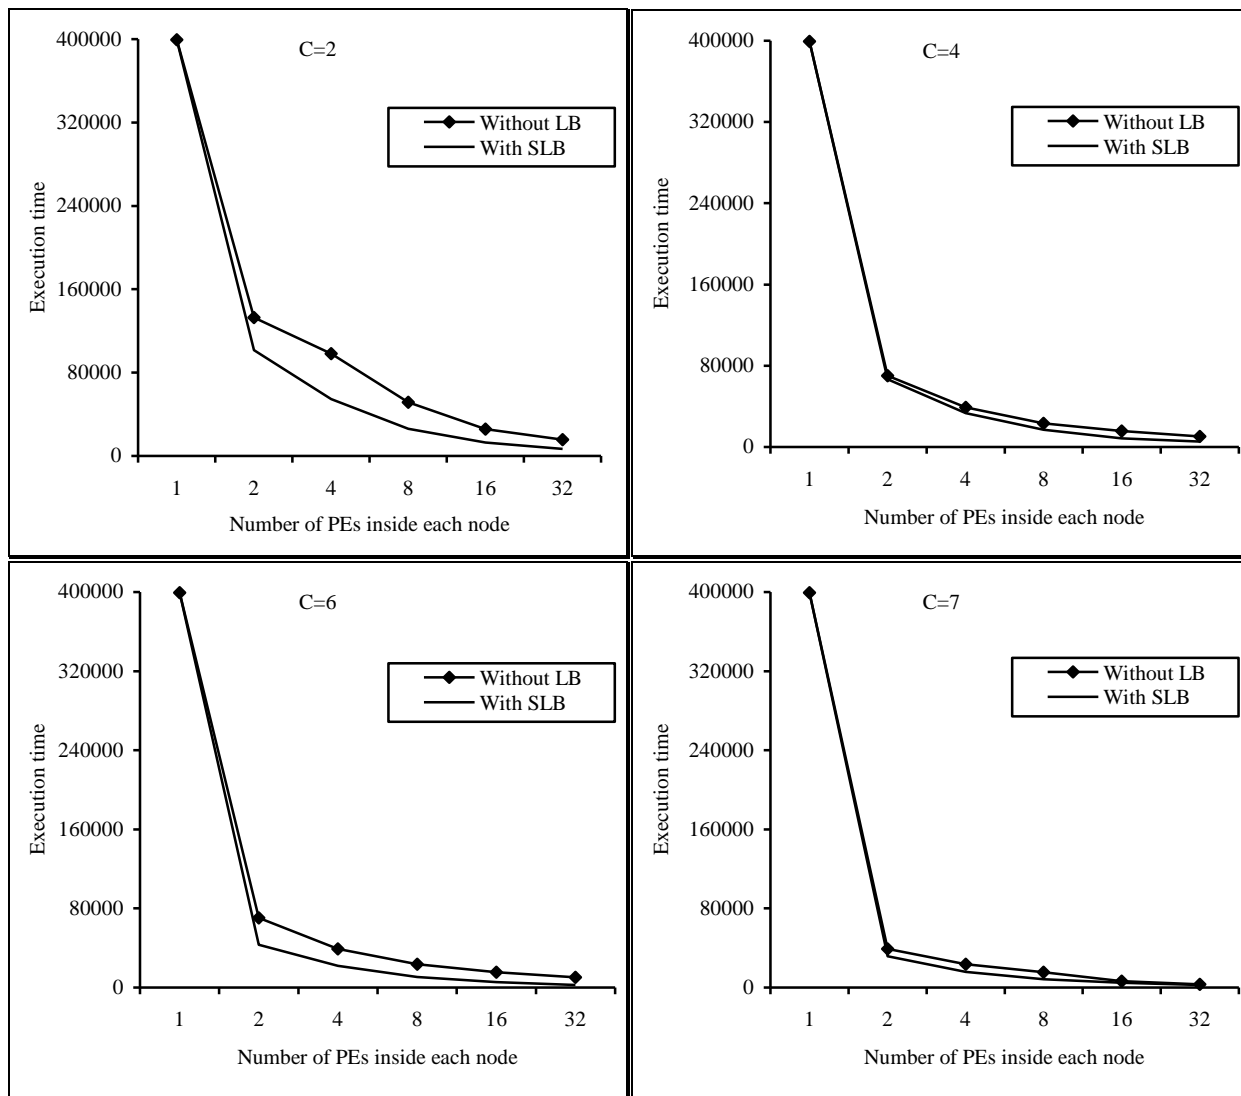 C=2
400000
320000
240000
160000
80000
0
Execution time
Without LB
With SLB
1 2 4 8 16 32
Number of PEs inside each node
C=4
400000
320000
240000
160000
80000
0
Execution time
Without LB
With SLB
1 2 4 8 16 32
Number of PEs inside each node
C=6
400000
320000
240000
160000
80000
0
Execution time
Without LB
With SLB
1 2 4 8 16 32
Number of PEs inside each node
C=7
400000
320000
240000
160000
80000
0
Execution time
Without LB
With SLB
1 2 4 8 16 32
Number of PEs inside each node